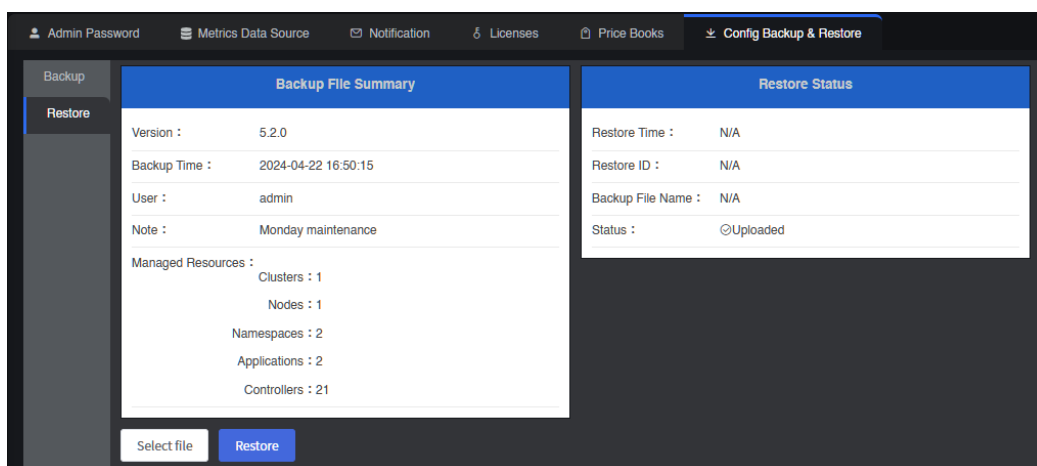 Admin Password Metrics Data Source Notification Licenses Price Books Config Backup & Restore
Backup
Restore
Backup File Summary
Version： 5.2.0
Backup Time： 2024-04-22 16:50:15
User： admin
Note： Monday maintenance
Managed Resources：
Clusters：1
Nodes：1
Namespaces：2
Applications：2
Controllers：21
Restore Status
Restore Time： N/A
Restore ID： N/A
Backup File Name： N/A
Status： Uploaded
Select file Restore